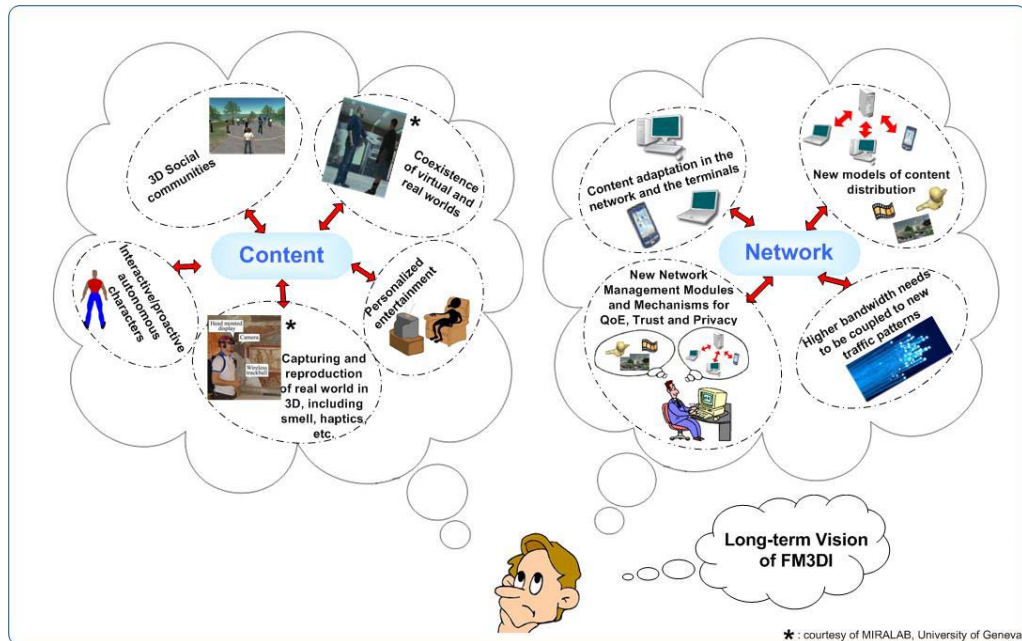 3D Social
communities
*
Coexistence
of virtual and
real worlds
Content
Interactive/proactive
autonomous
characters
*
Head mounted
display
Camera
Wireless
trackball
Capturing and
reproduction
of real world in
3D, including
smell, haptics,
etc.
Personalized
entertainment
Content adaptation in the
network and the terminals
New models of content
distribution
Network
New Network
Management Modules
and Mechanisms for
QoE, Trust and Privacy
Higher bandwidth needs
to be coupled to new
traffic patterns
Long-term Vision
of FM3DI
* : courtesy of MIRALAB, University of Geneva